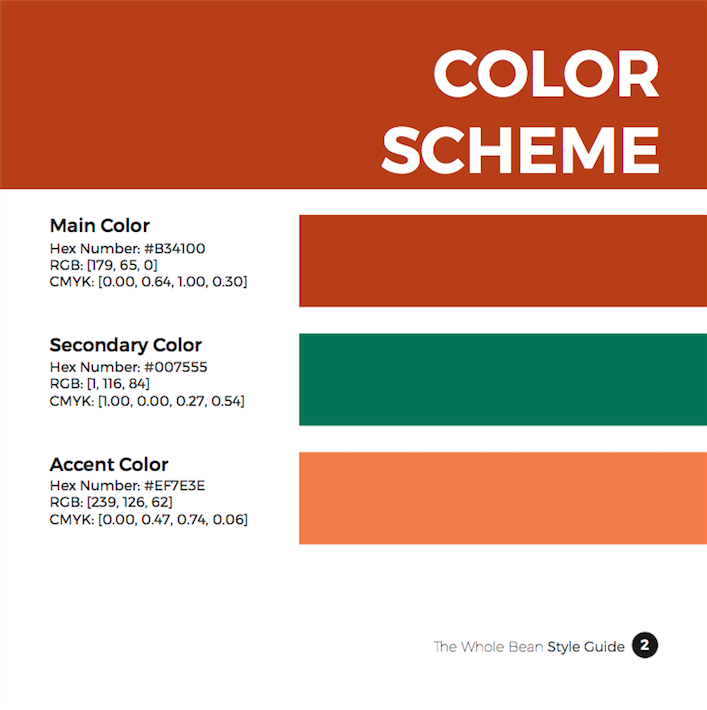 COLOR
SCHEME
Main Color
Hex Number: #B34100
RGB: [179, 65, 0]
CMYK: [0.00, 0.64, 1.00, 0.30]
Secondary Color
Hex Number: #007555
RGB: [1, 116, 84]
CMYK: [1.00, 0.00, 0.27, 0.54]
Accent Color
Hex Number: #EF7E3E
RGB: [239, 126, 62]
CMYK: [0.00, 0.47, 0.74, 0.06]
The Whole Bean Style Guide 2